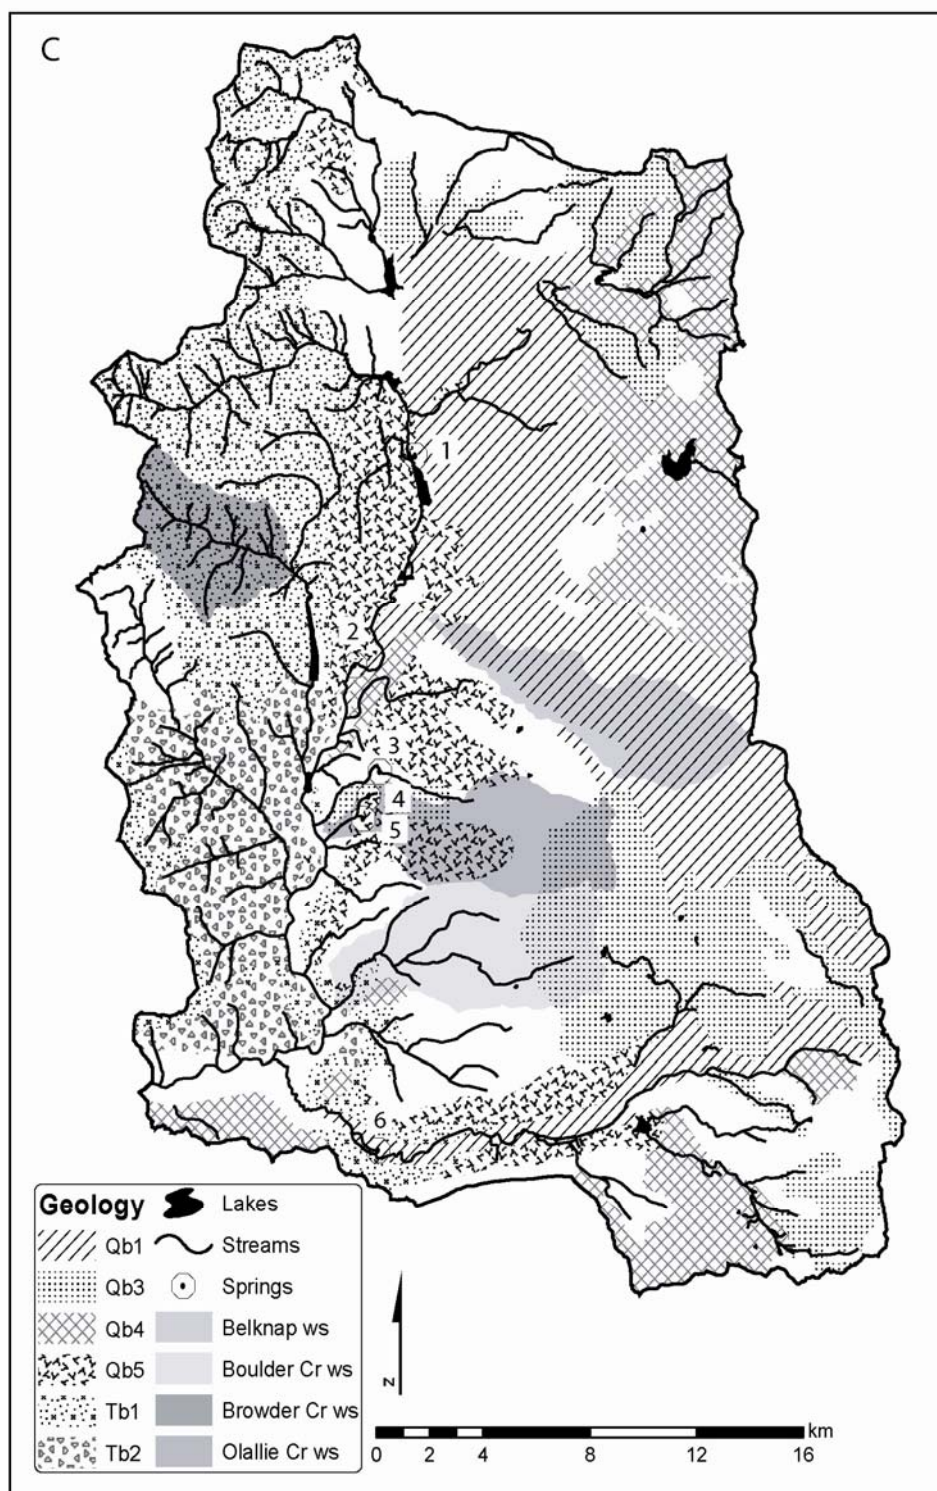 C
1
2
3
4
5
6
Geology Lakes
Qb1 Streams
Qb3 Springs
Qb4 Belknap ws
Qb5 Boulder Cr ws
Tb1 Browder Cr ws
Tb2 Olallie Cr ws
z
km
0 2 4 8 12 16